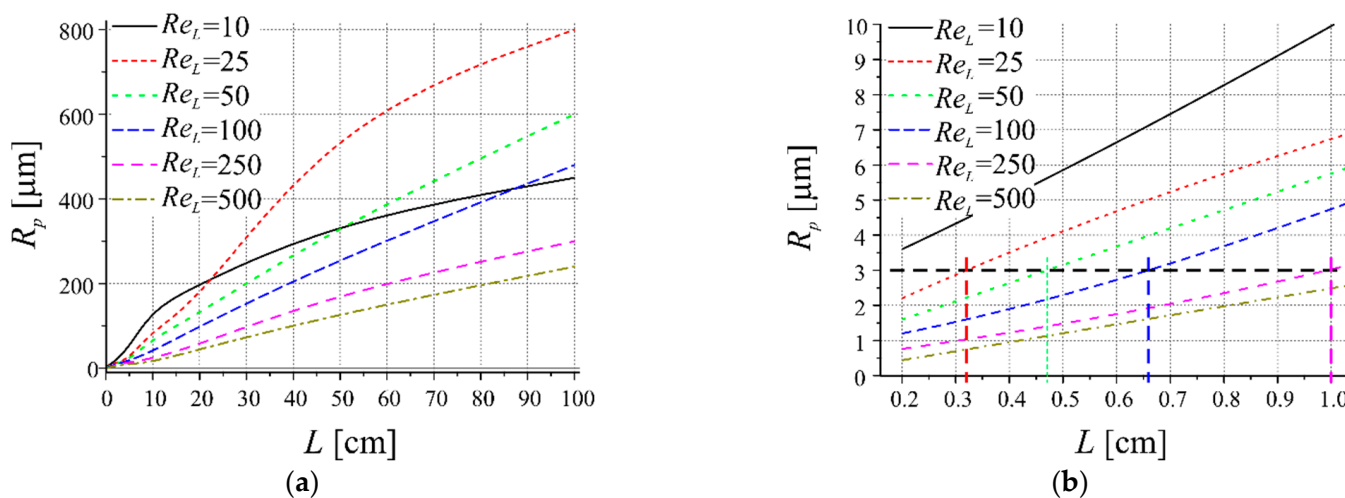 Re_L=10
Re_L=25
Re_L=50
Re_L=100
Re_L=250
Re_L=500
800
600
400
200
0
R_p [µm]
0 10 20 30 40 50 60 70 80 90 100
L [cm]
(a)
Re_L=10
Re_L=25
Re_L=50
Re_L=100
Re_L=250
Re_L=500
10
9
8
7
6
5
4
3
2
1
0
R_p [µm]
0.2 0.3 0.4 0.5 0.6 0.7 0.8 0.9 1.0
L [cm]
(b)